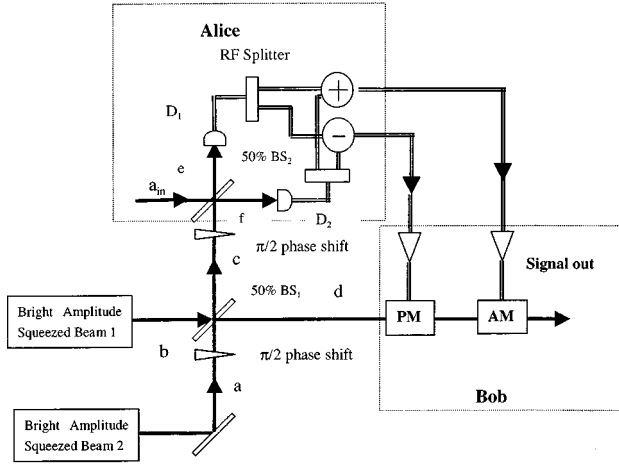 Alice
RF Splitter
D1
+
−
e
50% BS2
ain
f
D2
π/2 phase shift
c
Signal out
50% BS1
d
Bright Amplitude
Squeezed Beam 1
PM
AM
b
π/2 phase shift
a
Bob
Bright Amplitude
Squeezed Beam 2